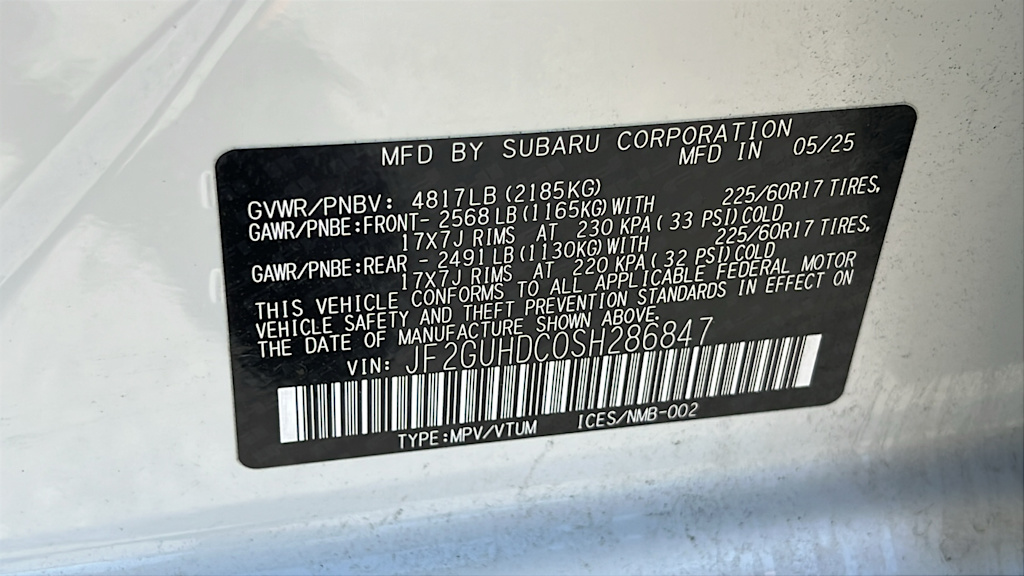 MFD BY SUBARU CORPORATION
MFD IN 05/25
GVWR/PNBV: 4817LB (2185KG)
GAWR/PNBE:FRONT- 2568 LB (1165KG) WITH 225/60R17 TIRES,
17X7J RIMS AT 230 KPA ( 33 PSI) COLD
GAWR/PNBE:REAR - 2491 LB (1130KG) WITH 225/60R17 TIRES,
17X7J RIMS AT 220 KPA ( 32 PSI) COLD
THIS VEHICLE CONFORMS TO ALL APPLICABLE FEDERAL MOTOR
VEHICLE SAFETY AND THEFT PREVENTION STANDARDS IN EFFECT ON
THE DATE OF MANUFACTURE SHOWN ABOVE.
VIN: JF2GUHDC0SH286847
TYPE:MPV/VTUM ICES/NMB-002